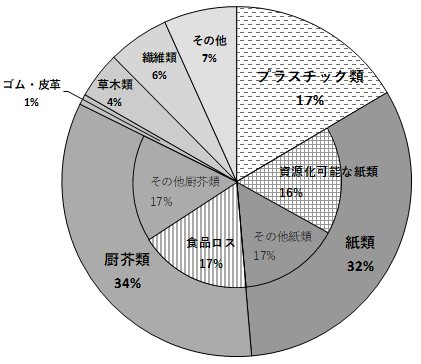 その他
7%
プラスチック類
17%
繊維類
6%
草木類
4%
ゴム・皮革
1%
資源化可能な紙類
16%
その他厨芥類
17%
食品ロス
17%
その他紙類
17%
紙類
32%
厨芥類
34%